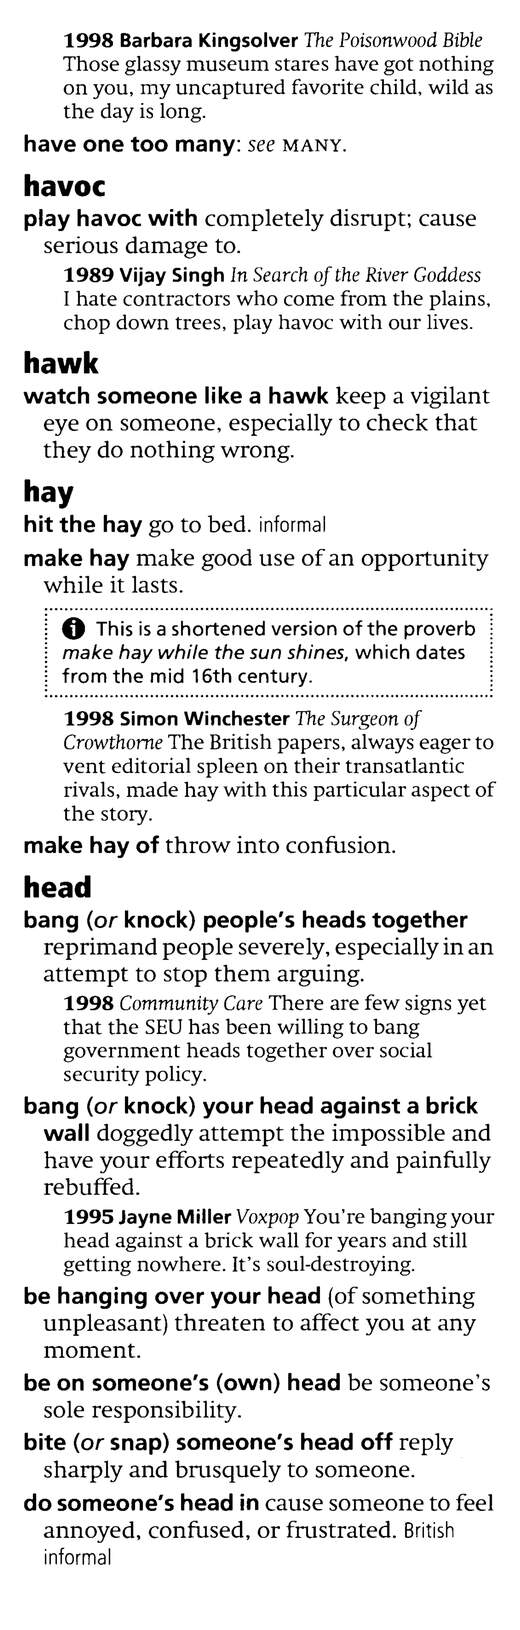 1998 Barbara Kingsolver The Poisonwood Bible
Those glassy museum stares have got nothing
on you, my uncaptured favorite child, wild as
the day is long.
have one too many: see MANY.
havoc
play havoc with completely disrupt; cause
serious damage to.
1989 Vijay Singh In Search of the River Goddess
I hate contractors who come from the plains,
chop down trees, play havoc with our lives.
hawk
watch someone like a hawk keep a vigilant
eye on someone, especially to check that
they do nothing wrong.
hay
hit the hay go to bed. informal
make hay make good use of an opportunity
while it lasts.
This is a shortened version of the proverb
make hay while the sun shines, which dates
from the mid 16th century.
1998 Simon Winchester The Surgeon of
Crowthorne The British papers, always eager to
vent editorial spleen on their transatlantic
rivals, made hay with this particular aspect of
the story.
make hay of throw into confusion.
head
bang (or knock) people's heads together
reprimand people severely, especially in an
attempt to stop them arguing.
1998 Community Care There are few signs yet
that the SEU has been willing to bang
government heads together over social
security policy.
bang (or knock) your head against a brick
wall doggedly attempt the impossible and
have your efforts repeatedly and painfully
rebuffed.
1995 Jayne Miller Voxpop You're banging your
head against a brick wall for years and still
getting nowhere. It's soul-destroying.
be hanging over your head (of something
unpleasant) threaten to affect you at any
moment.
be on someone's (own) head be someone's
sole responsibility.
bite (or snap) someone's head off reply
sharply and brusquely to someone.
do someone's head in cause someone to feel
annoyed, confused, or frustrated. British
informal